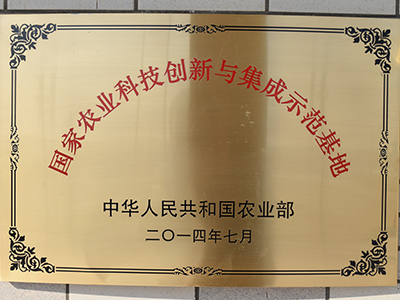 国家农业科技创新与集成示范基地
中华人民共和国农业部
二〇一四年七月